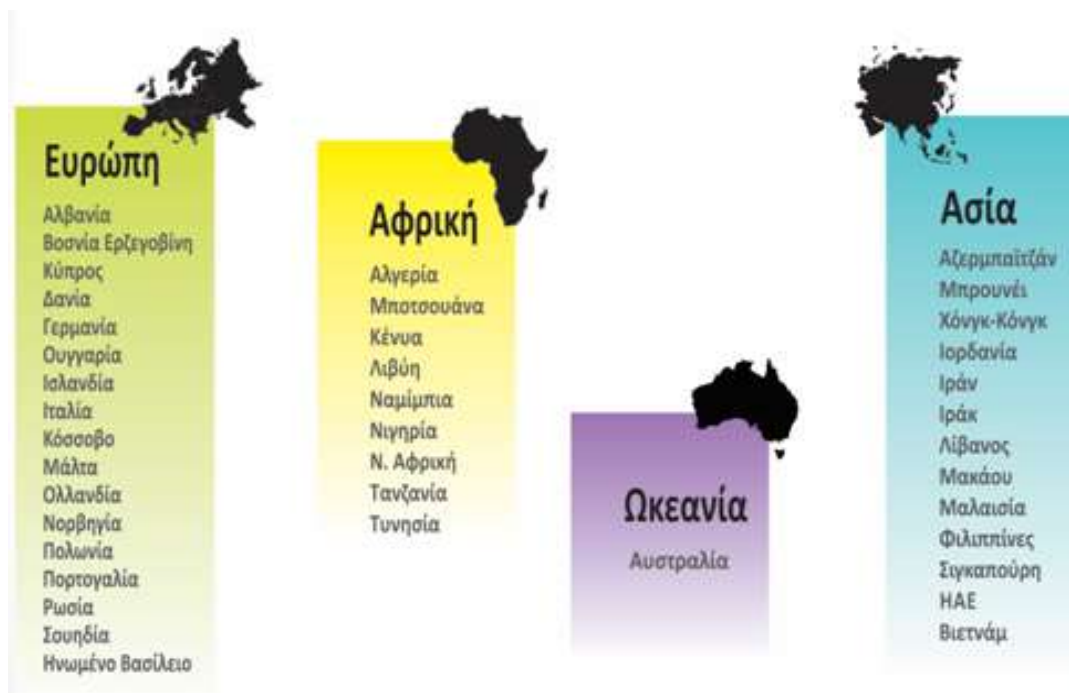 Ευρώπη
Αλβανία
Βοσνία Ερζεγοβίνη
Κύπρος
Δανία
Γερμανία
Ουγγαρία
Ισλανδία
Ιταλία
Κόσσοβο
Μάλτα
Ολλανδία
Νορβηγία
Πολωνία
Πορτογαλία
Ρωσία
Σουηδία
Ηνωμένο Βασίλειο
Αφρική
Αλγερία
Μποτσουάνα
Κένυα
Λιβύη
Ναμίμπια
Νιγηρία
Ν. Αφρική
Τανζανία
Τυνησία
Ωκεανία
Αυστραλία
Ασία
Αζερμπαϊτζάν
Μπρουνέι
Χόνγκ-Κόνγκ
Ιορδανία
Ιράν
Ιράκ
Λίβανος
Μακάου
Μαλαισία
Φιλιππίνες
Σιγκαπούρη
ΗΑΕ
Βιετνάμ